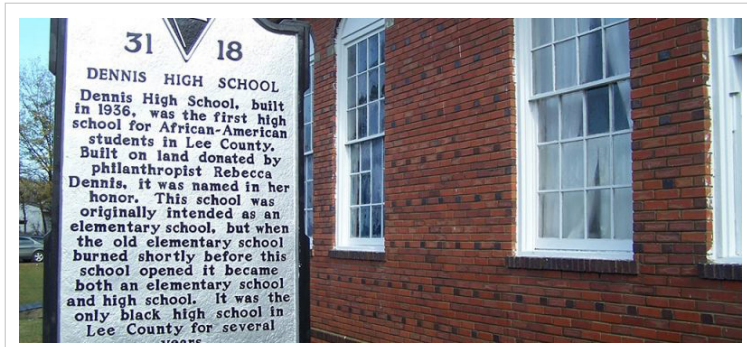 31 18
DENNIS HIGH SCHOOL
Dennis High School, built
in 1936, was the first high
school for African-American
students in Lee County.
Built on land donated by
philanthropist Rebecca
Dennis, it was named in her
honor. This school was
originally intended as an
elementary school, but when
the old elementary school
burned shortly before this
school opened it became
both an elementary school
and high school. It was the
only black high school in
Lee County for several
years